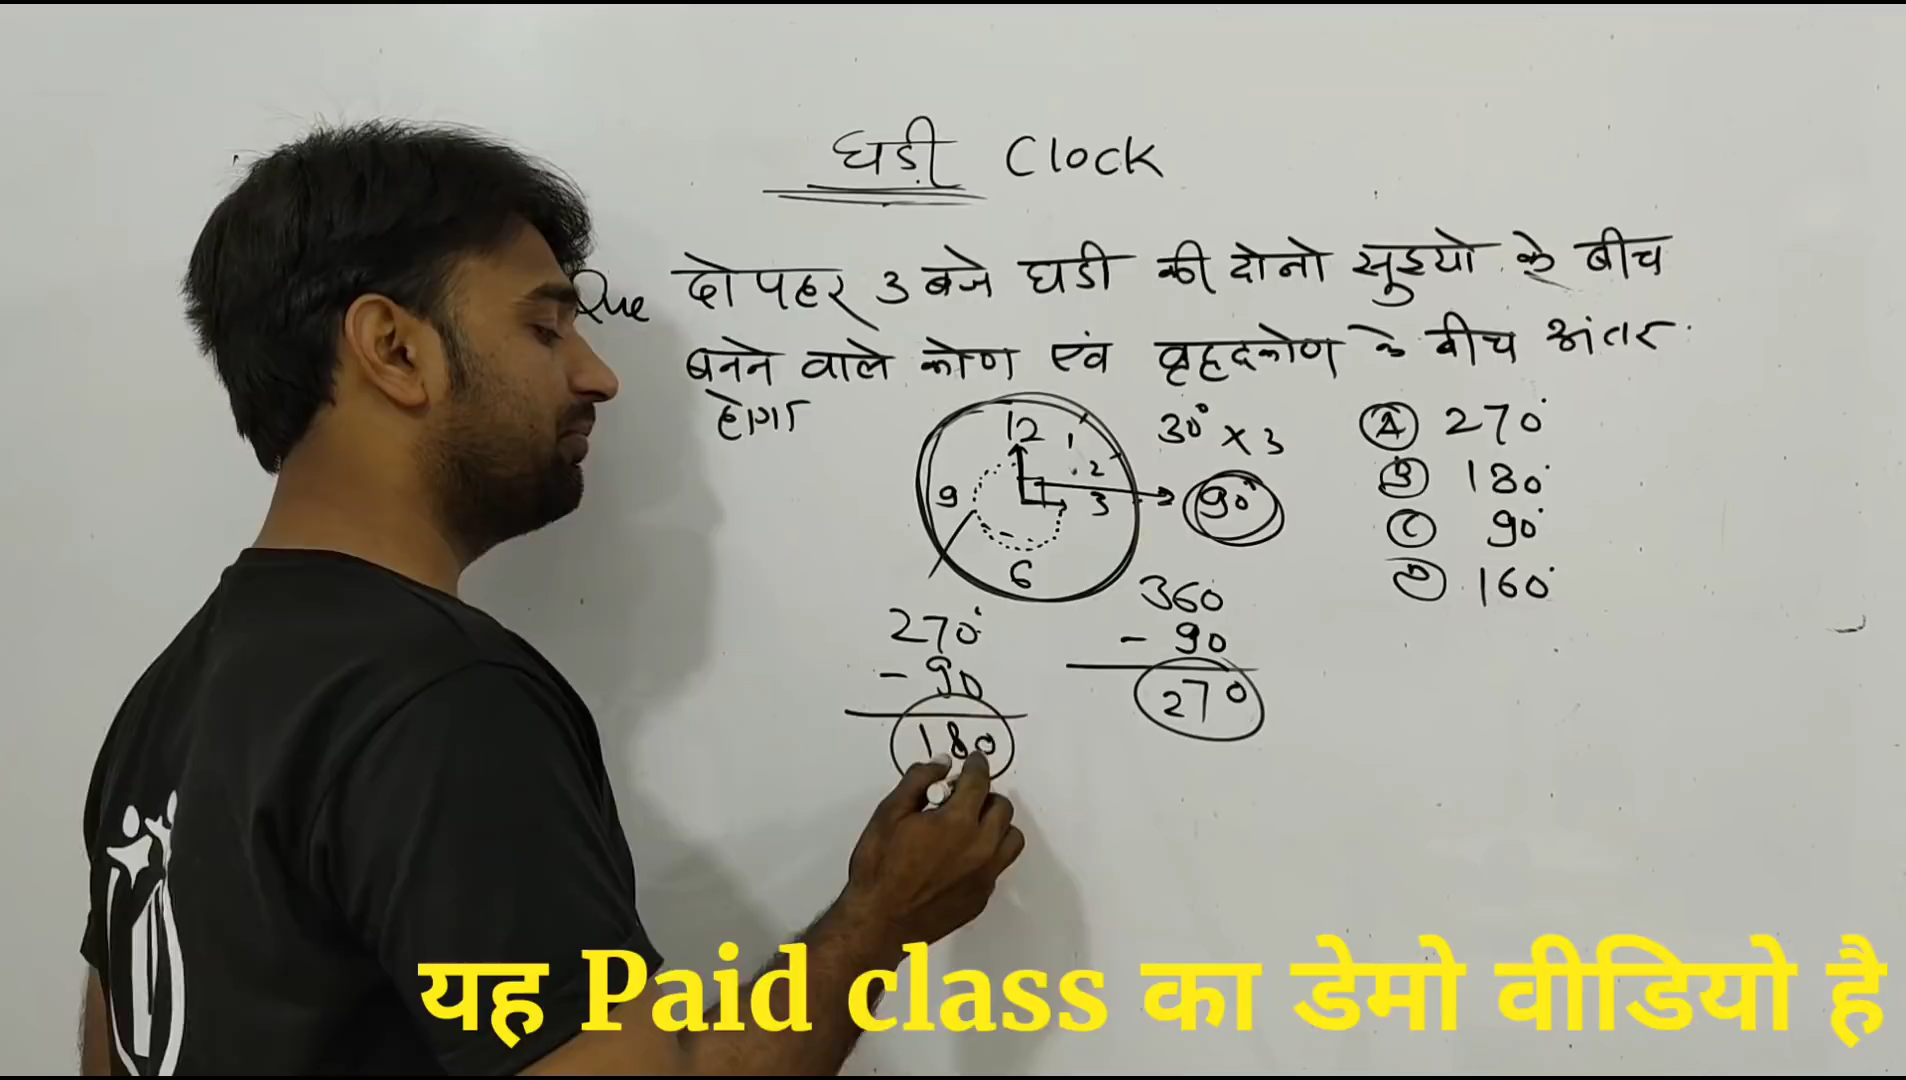 घडी Clock
Que दोपहर 3 बजे घडी की दोनो सुइयो के बीच
बनने वाले कोण एवं बृहदकोण के बीच अंतर
होगा
12
1
2
3
6
9
30° × 3
90°
A 270°
B 180°
C 90°
D 160°
360
- 90
270
270°
- 90
180
यह Paid class का डेमो वीडियो है